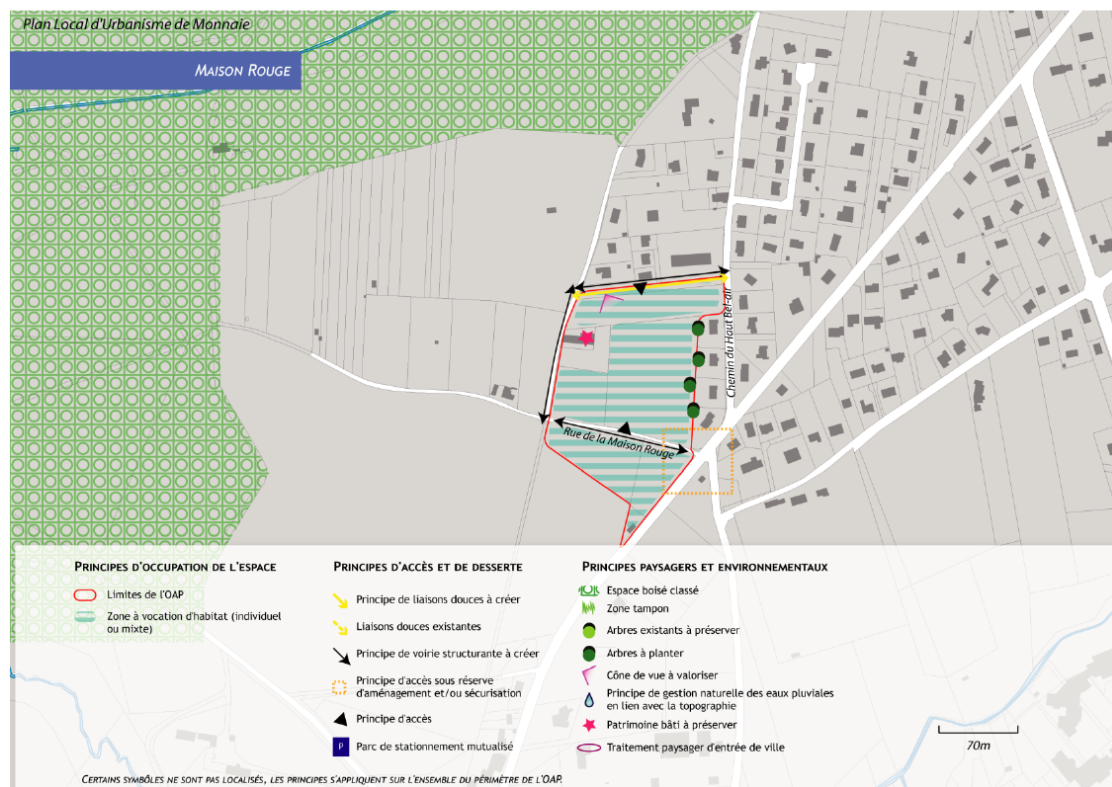 Plan Local d'Urbanisme de Monnaie
MAISON ROUGE
Chemin du Haut Bel-air
Rue de la Maison Rouge
PRINCIPES D'OCCUPATION DE L'ESPACE
Limites de l'OAP
Zone à vocation d'habitat (individuel
ou mixte)
PRINCIPES D'ACCÈS ET DE DESSERTE
Principe de liaisons douces à créer
Liaisons douces existantes
Principe de voirie structurante à créer
Principe d'accès sous réserve
d'aménagement et/ou sécurisation
Principe d'accès
P
Parc de stationnement mutualisé
PRINCIPES PAYSAGERS ET ENVIRONNEMENTAUX
Espace boisé classé
Zone tampon
Arbres existants à préserver
Arbres à planter
Cône de vue à valoriser
Principe de gestion naturelle des eaux pluviales
en lien avec la topographie
Patrimoine bâti à préserver
Traitement paysager d'entrée de ville
70m
CERTAINS SYMBÔLES NE SONT PAS LOCALISÉS, LES PRINCIPES S'APPLIQUENT SUR L'ENSEMBLE DU PÉRIMÈTRE DE L'OAP.